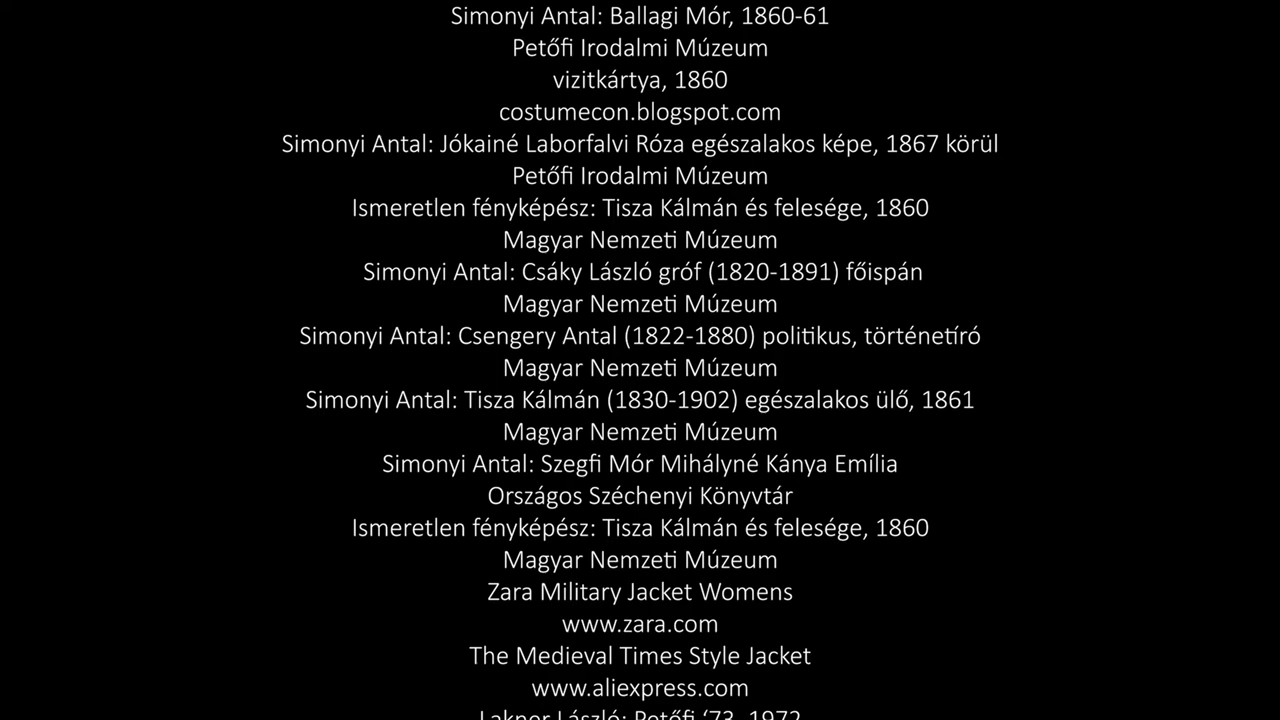 Simonyi Antal: Ballagi Mór, 1860-61
Petőfi Irodalmi Múzeum
vizitkártya, 1860
costumecon.blogspot.com
Simonyi Antal: Jókainé Laborfalvi Róza egészalakos képe, 1867 körül
Petőfi Irodalmi Múzeum
Ismeretlen fényképész: Tisza Kálmán és felesége, 1860
Magyar Nemzeti Múzeum
Simonyi Antal: Csáky László gróf (1820-1891) főispán
Magyar Nemzeti Múzeum
Simonyi Antal: Csengery Antal (1822-1880) politikus, történetíró
Magyar Nemzeti Múzeum
Simonyi Antal: Tisza Kálmán (1830-1902) egészalakos ülő, 1861
Magyar Nemzeti Múzeum
Simonyi Antal: Szegfi Mór Mihályné Kánya Emília
Országos Széchenyi Könyvtár
Ismeretlen fényképész: Tisza Kálmán és felesége, 1860
Magyar Nemzeti Múzeum
Zara Military Jacket Womens
www.zara.com
The Medieval Times Style Jacket
www.aliexpress.com
Lakner László: Petőfi ‘73, 1972